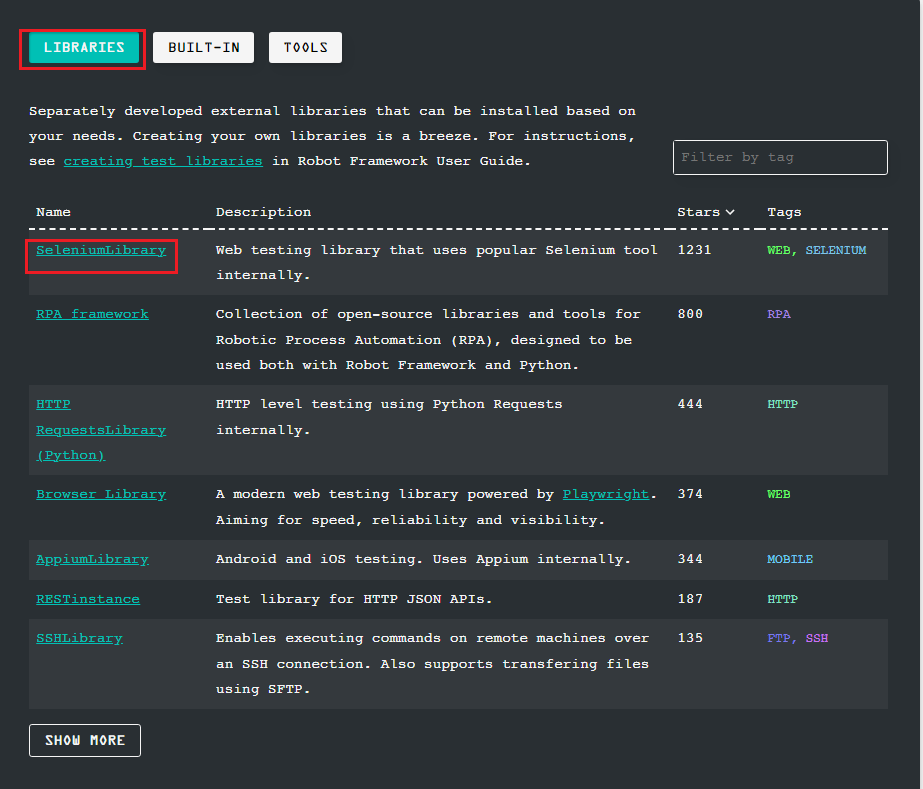 LIBRARIES BUILT-IN TOOLS
Separately developed external libraries that can be installed based on
your needs. Creating your own libraries is a breeze. For instructions,
see creating test libraries in Robot Framework User Guide.
Filter by tag
Name Description Stars Tags
SeleniumLibrary Web testing library that uses popular Selenium tool 1231 WEB, SELENIUM
internally.
RPA framework Collection of open-source libraries and tools for 800 RPA
Robotic Process Automation (RPA), designed to be
used both with Robot Framework and Python.
HTTP HTTP level testing using Python Requests 444 HTTP
RequestsLibrary internally.
(Python)
Browser Library A modern web testing library powered by Playwright. 374 WEB
Aiming for speed, reliability and visibility.
AppiumLibrary Android and iOS testing. Uses Appium internally. 344 MOBILE
RESTinstance Test library for HTTP JSON APIs. 187 HTTP
SSHLibrary Enables executing commands on remote machines over 135 FTP, SSH
an SSH connection. Also supports transfering files
using SFTP.
SHOW MORE